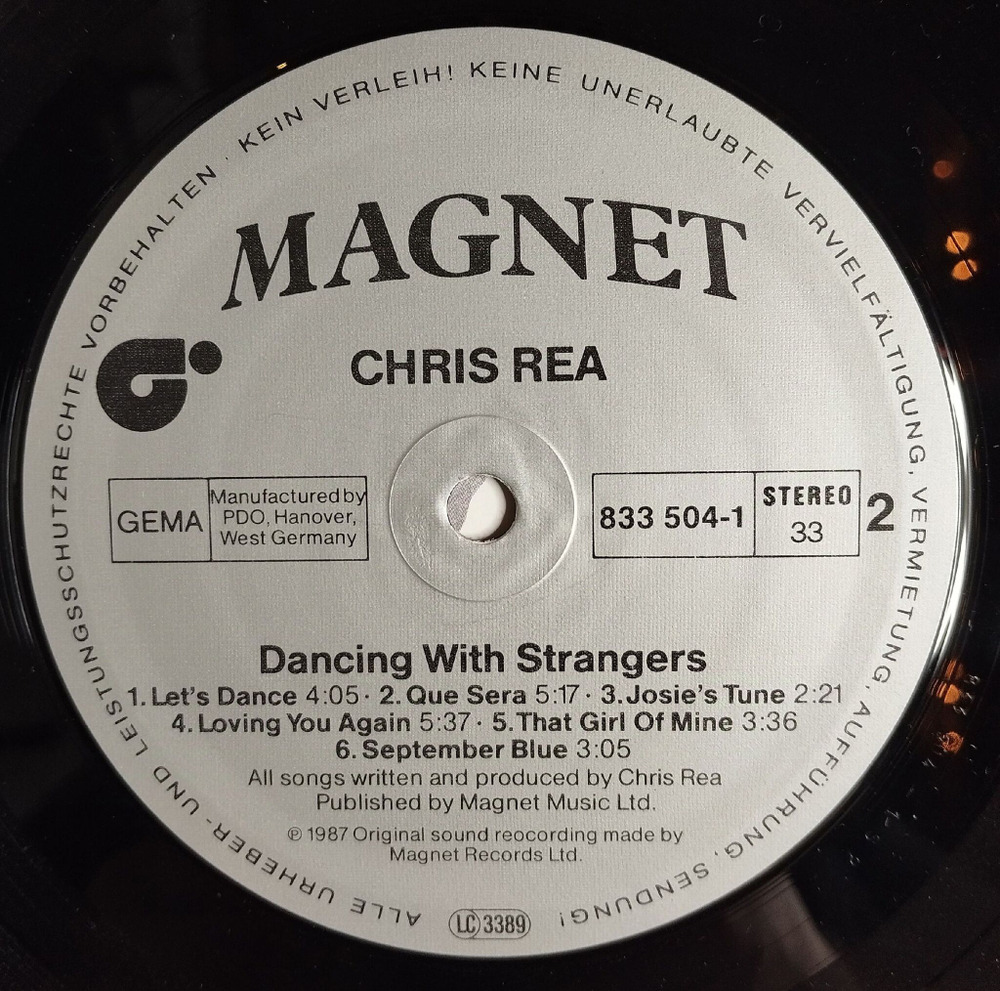 ALLE URHEBER- UND LEISTUNGSSCHUTZRECHTE VORBEHALTEN · KEIN VERLEIH! KEINE UNERLAUBTE VERVIELFÄLTIGUNG, VERMIETUNG, AUFFÜHRUNG, SENDUNG!
MAGNET
CHRIS REA
GEMA
Manufactured by
PDO, Hanover,
West Germany
833 504-1
STEREO
33
2
Dancing With Strangers
1. Let's Dance 4:05 · 2. Que Sera 5:17 · 3. Josie's Tune 2:21
4. Loving You Again 5:37 · 5. That Girl Of Mine 3:36
6. September Blue 3:05
All songs written and produced by Chris Rea
Published by Magnet Music Ltd.
℗ 1987 Original sound reocording made by
Magnet Records Ltd.
LC 3389